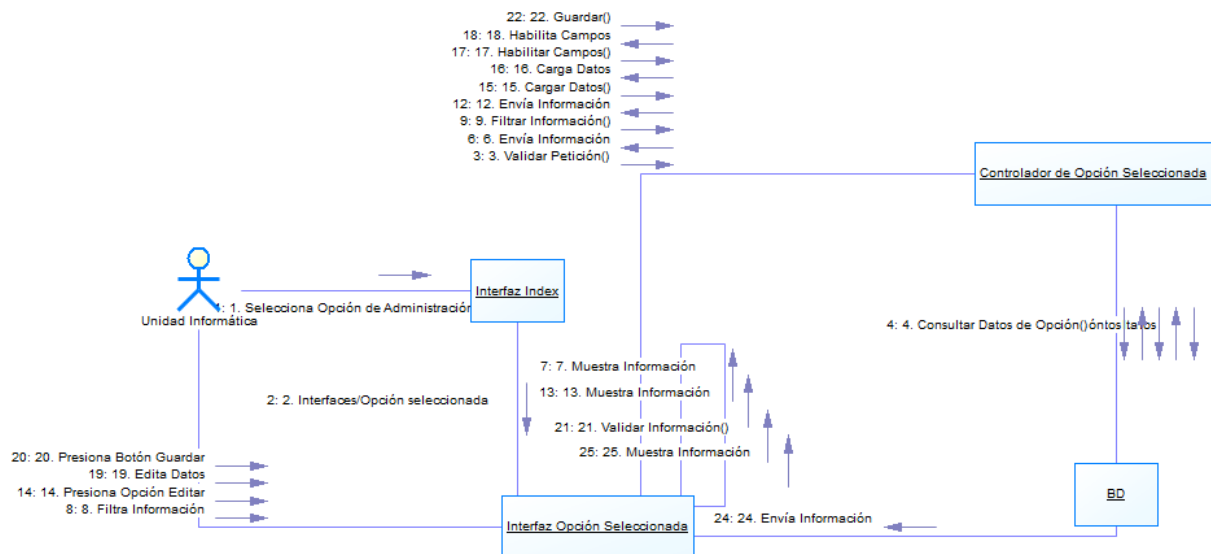 22: 22. Guardar()
18: 18. Habilita Campos
17: 17. Habilitar Campos()
16: 16. Carga Datos
15: 15. Cargar Datos()
12: 12. Envía Información
9: 9. Filtrar Información()
6: 6. Envía Información
3: 3. Validar Petición()
Controlador de Opción Seleccionada
Interfaz Index
1: 1. Selecciona Opción de Administración
Unidad Informática
4: 4. Consultar Datos de Opción()
7: 7. Muestra Información
13: 13. Muestra Información
2: 2. Interfaces/Opción seleccionada
21: 21. Validar Información()
25: 25. Muestra Información
20: 20. Presiona Botón Guardar
19: 19. Edita Datos
14: 14. Presiona Opción Editar
8: 8. Filtra Información
BD
24: 24. Envía Información
Interfaz Opción Seleccionada